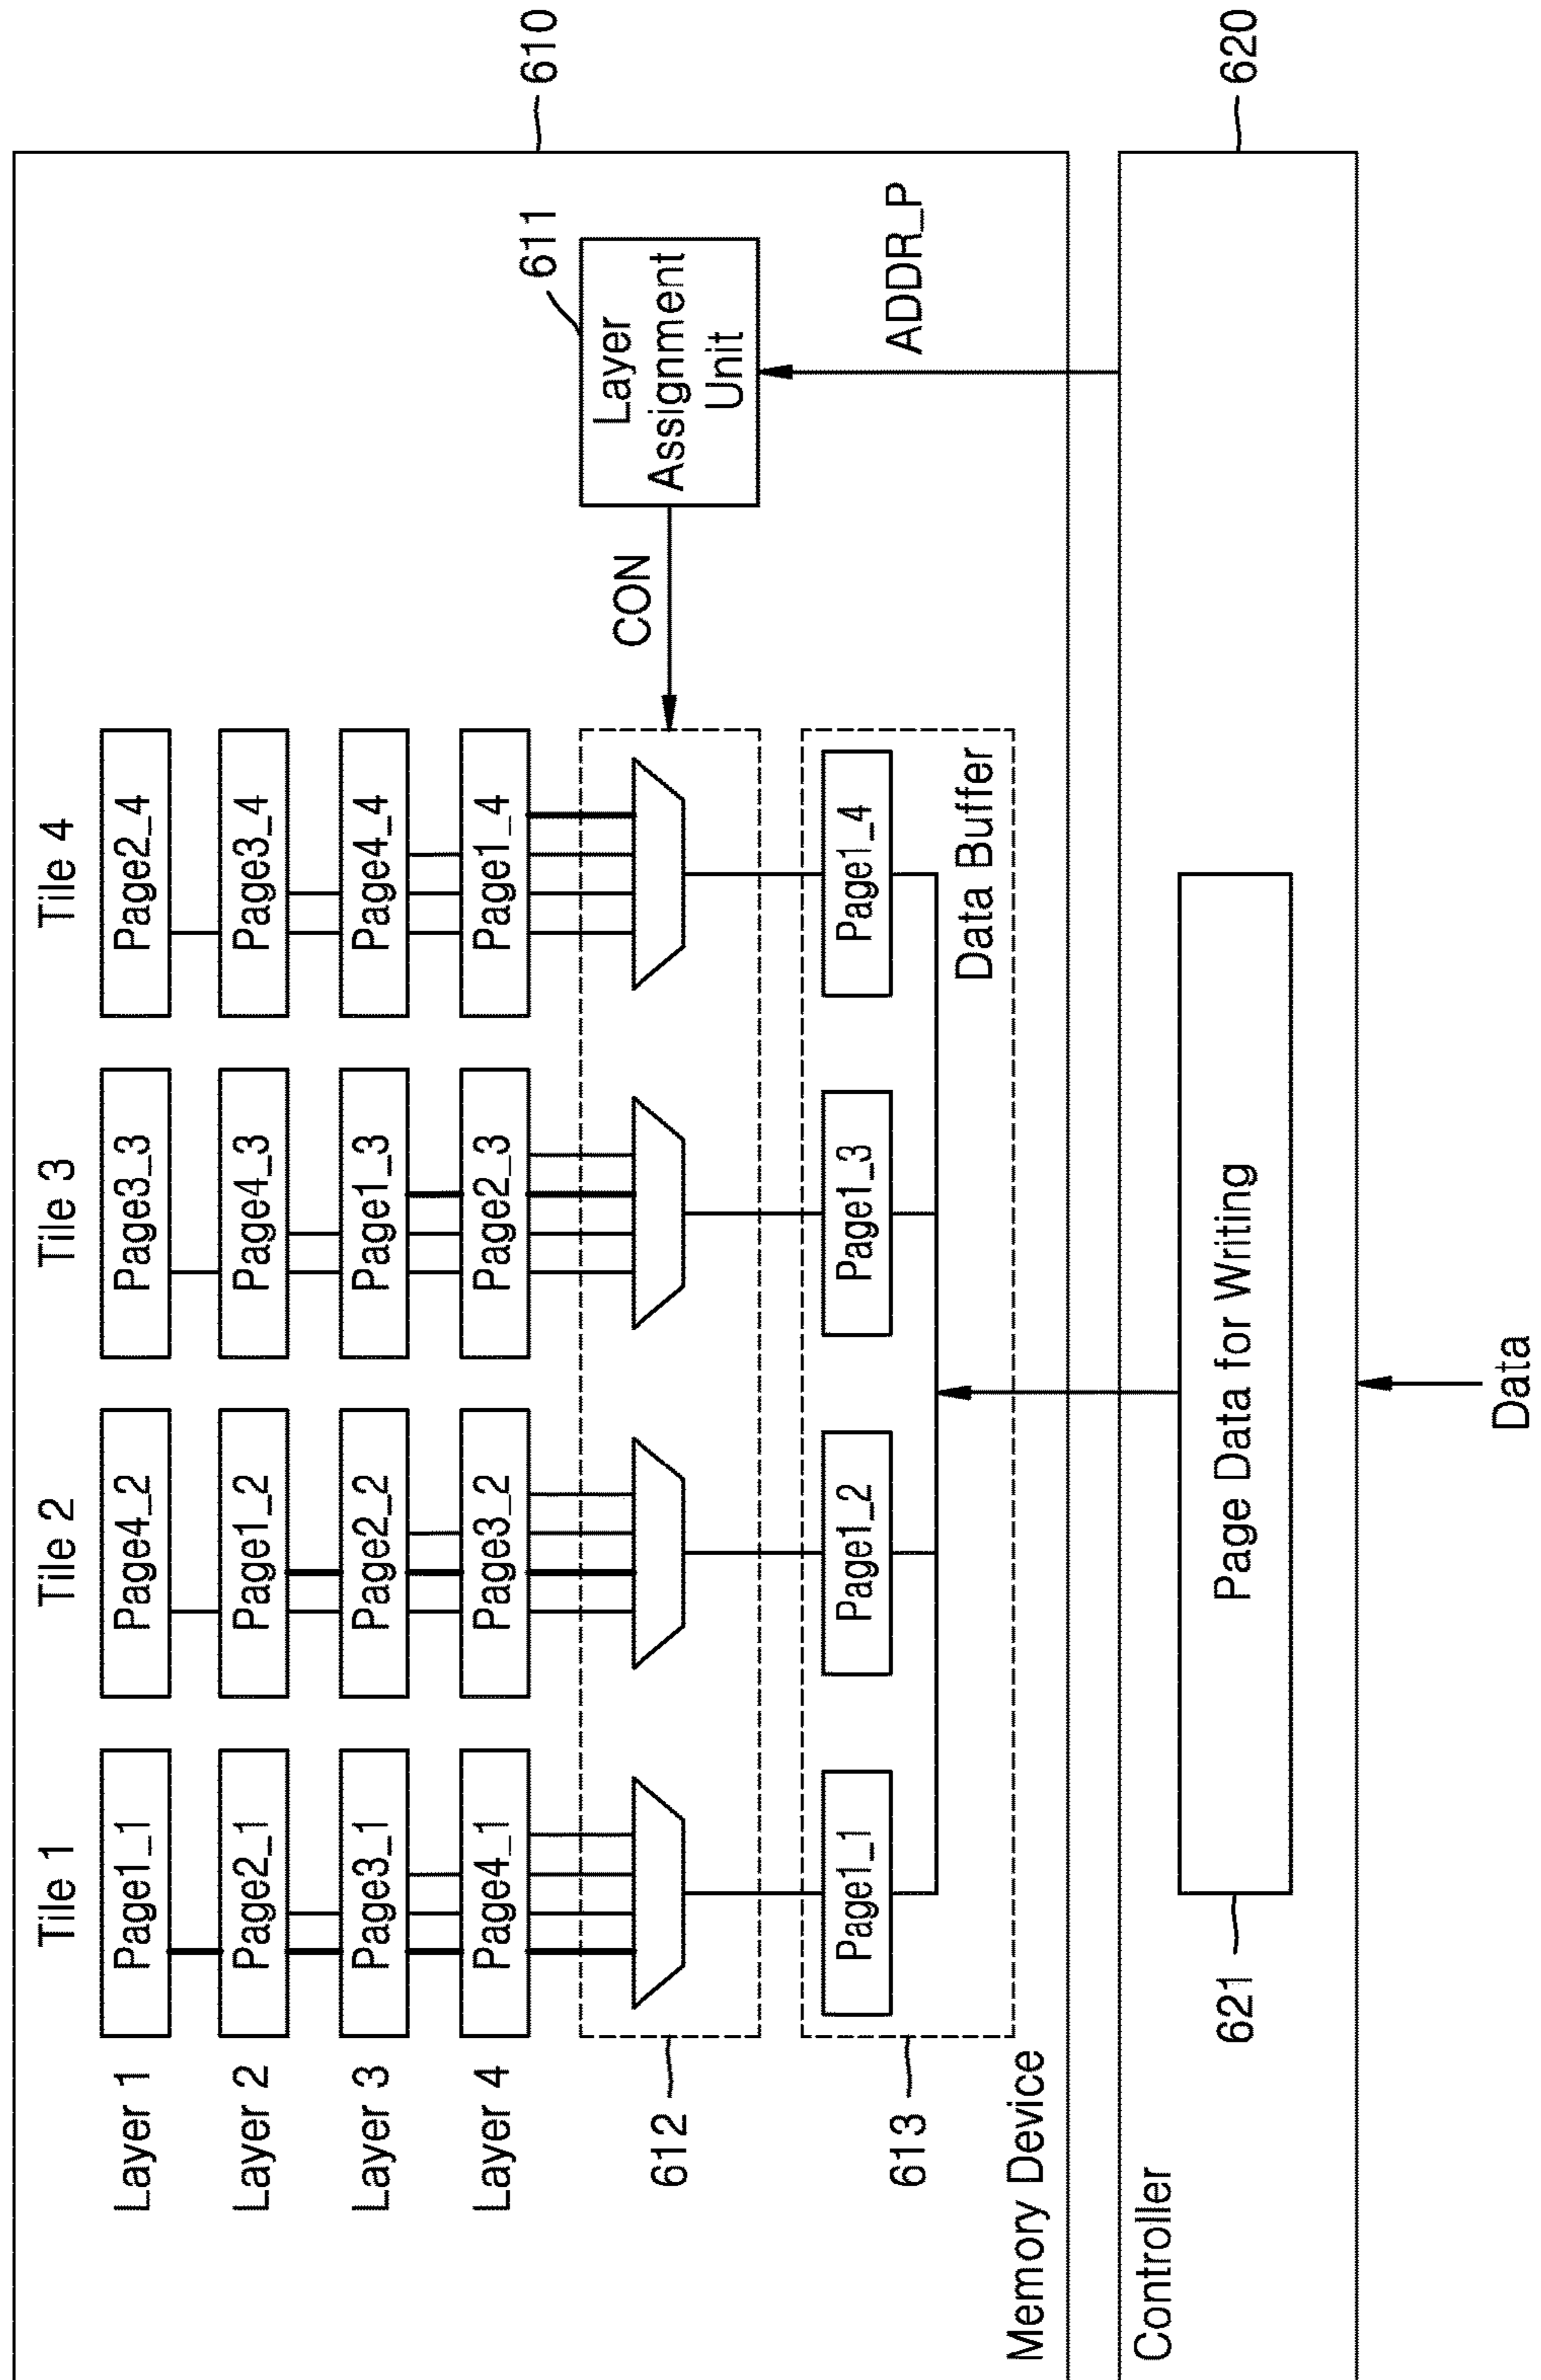 Tile 1
Tile 2
Tile 3
Tile 4
Layer 1
Page1_1
Page4_2
Page3_3
Page2_4
Layer 2
Page2_1
Page1_2
Page4_3
Page3_4
Layer 3
Page3_1
Page2_2
Page1_3
Page4_4
Layer 4
Page4_1
Page3_2
Page2_3
Page1_4
612
CON
611
Layer
Assignment
Unit
610
613
Page1_1
Page1_2
Page1_3
Page1_4
Data Buffer
ADDR_P
Memory Device
Controller
620
621
Page Data for Writing
Data